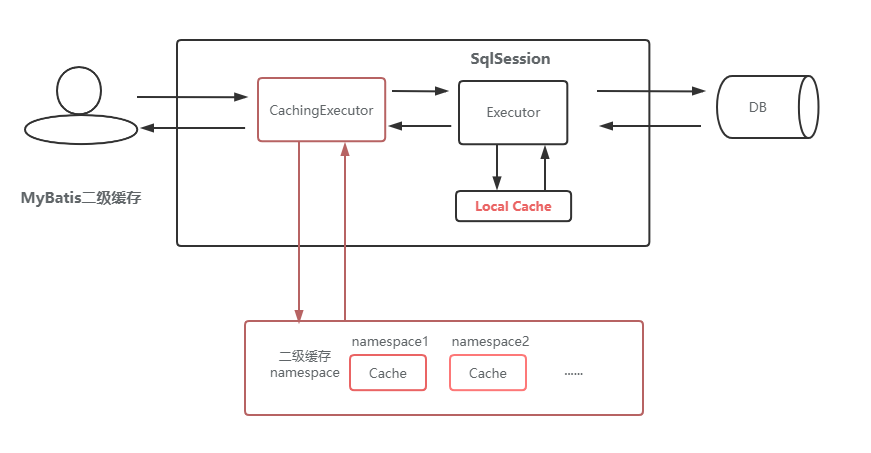 SqlSession
CachingExecutor
Executor
DB
MyBatis二级缓存
Local Cache
namespace1
namespace2
二级缓存
namespace
Cache
Cache
......